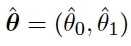 𝜽̂ = (θ̂₀, θ̂₁)